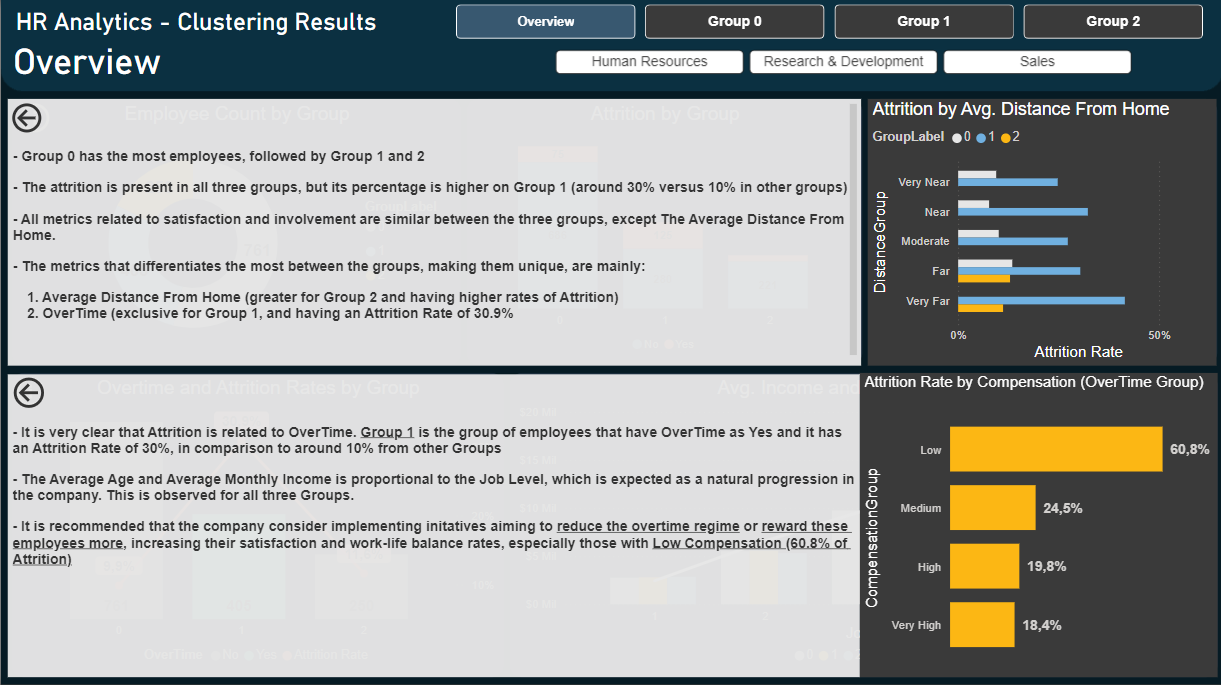 HR Analytics - Clustering Results
Overview
Overview
Group 0
Group 1
Group 2
Human Resources
Research & Development
Sales
Employee Count by Group
Attrition by Group
- Group 0 has the most employees, followed by Group 1 and 2
- The attrition is present in all three groups, but its percentage is higher on Group 1 (around 30% versus 10% in other groups)
- All metrics related to satisfaction and involvement are similar between the three groups, except The Average Distance From
Home.
- The metrics that differentiates the most between the groups, making them unique, are mainly:
1. Average Distance From Home (greater for Group 2 and having higher rates of Attrition)
2. OverTime (exclusive for Group 1, and having an Attrition Rate of 30.9%
Attrition by Avg. Distance From Home
GroupLabel 0 1 2
DistanceGroup
Very Near
Near
Moderate
Far
Very Far
0%
50%
Attrition Rate
Overtime and Attrition Rates by Group
Avg. Income and
- It is very clear that Attrition is related to OverTime. Group 1 is the group of employees that have OverTime as Yes and it has
an Attrition Rate of 30%, in comparison to around 10% from other Groups
- The Average Age and Average Monthly Income is proportional to the Job Level, which is expected as a natural progression in
the company. This is observed for all three Groups.
- It is recommended that the company consider implementing initatives aiming to reduce the overtime regime or reward these
employees more, increasing their satisfaction and work-life balance rates, especially those with Low Compensation (60.8% of
Attrition)
OverTime No Yes Attrition Rate
Attrition Rate by Compensation (OverTime Group)
CompensationGroup
Low
60,8%
Medium
24,5%
High
19,8%
Very High
18,4%